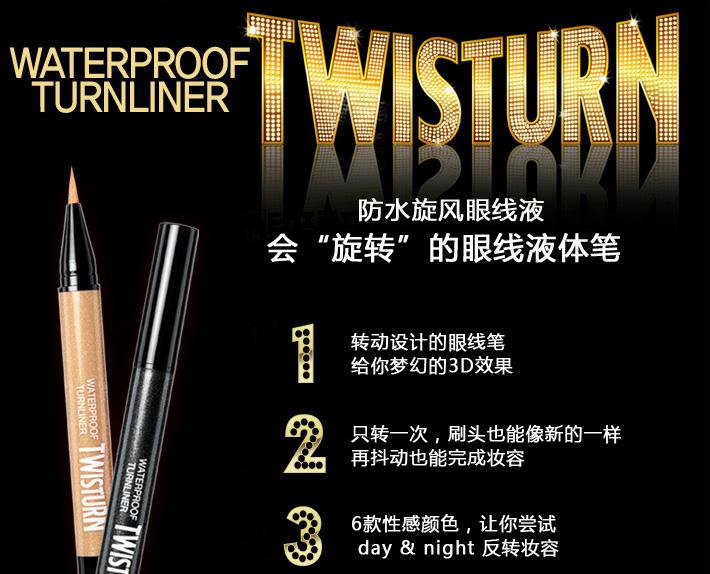 WATERPROOF
TURNLINER
TWISTURN
防水旋风眼线液
会“旋转”的眼线液体笔
1
转动设计的眼线笔
给你梦幻的3D效果
2
只转一次，刷头也能像新的一样
再抖动也能完成妆容
3
6款性感颜色，让你尝试
day & night 反转妆容
WATERPROOF
TURNLINER
TWISTURN
WATERPROOF
TURNLINER
TWISTURN